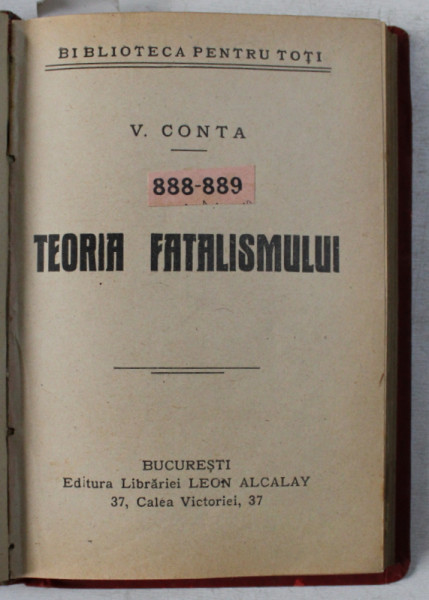 BIBLIOTECA PENTRU TOȚI
V. CONTA
888-889
TEORIA FATALISMULUI
BUCUREȘTI
Editura Librăriei LEON ALCALAY
37, Calea Victoriei, 37